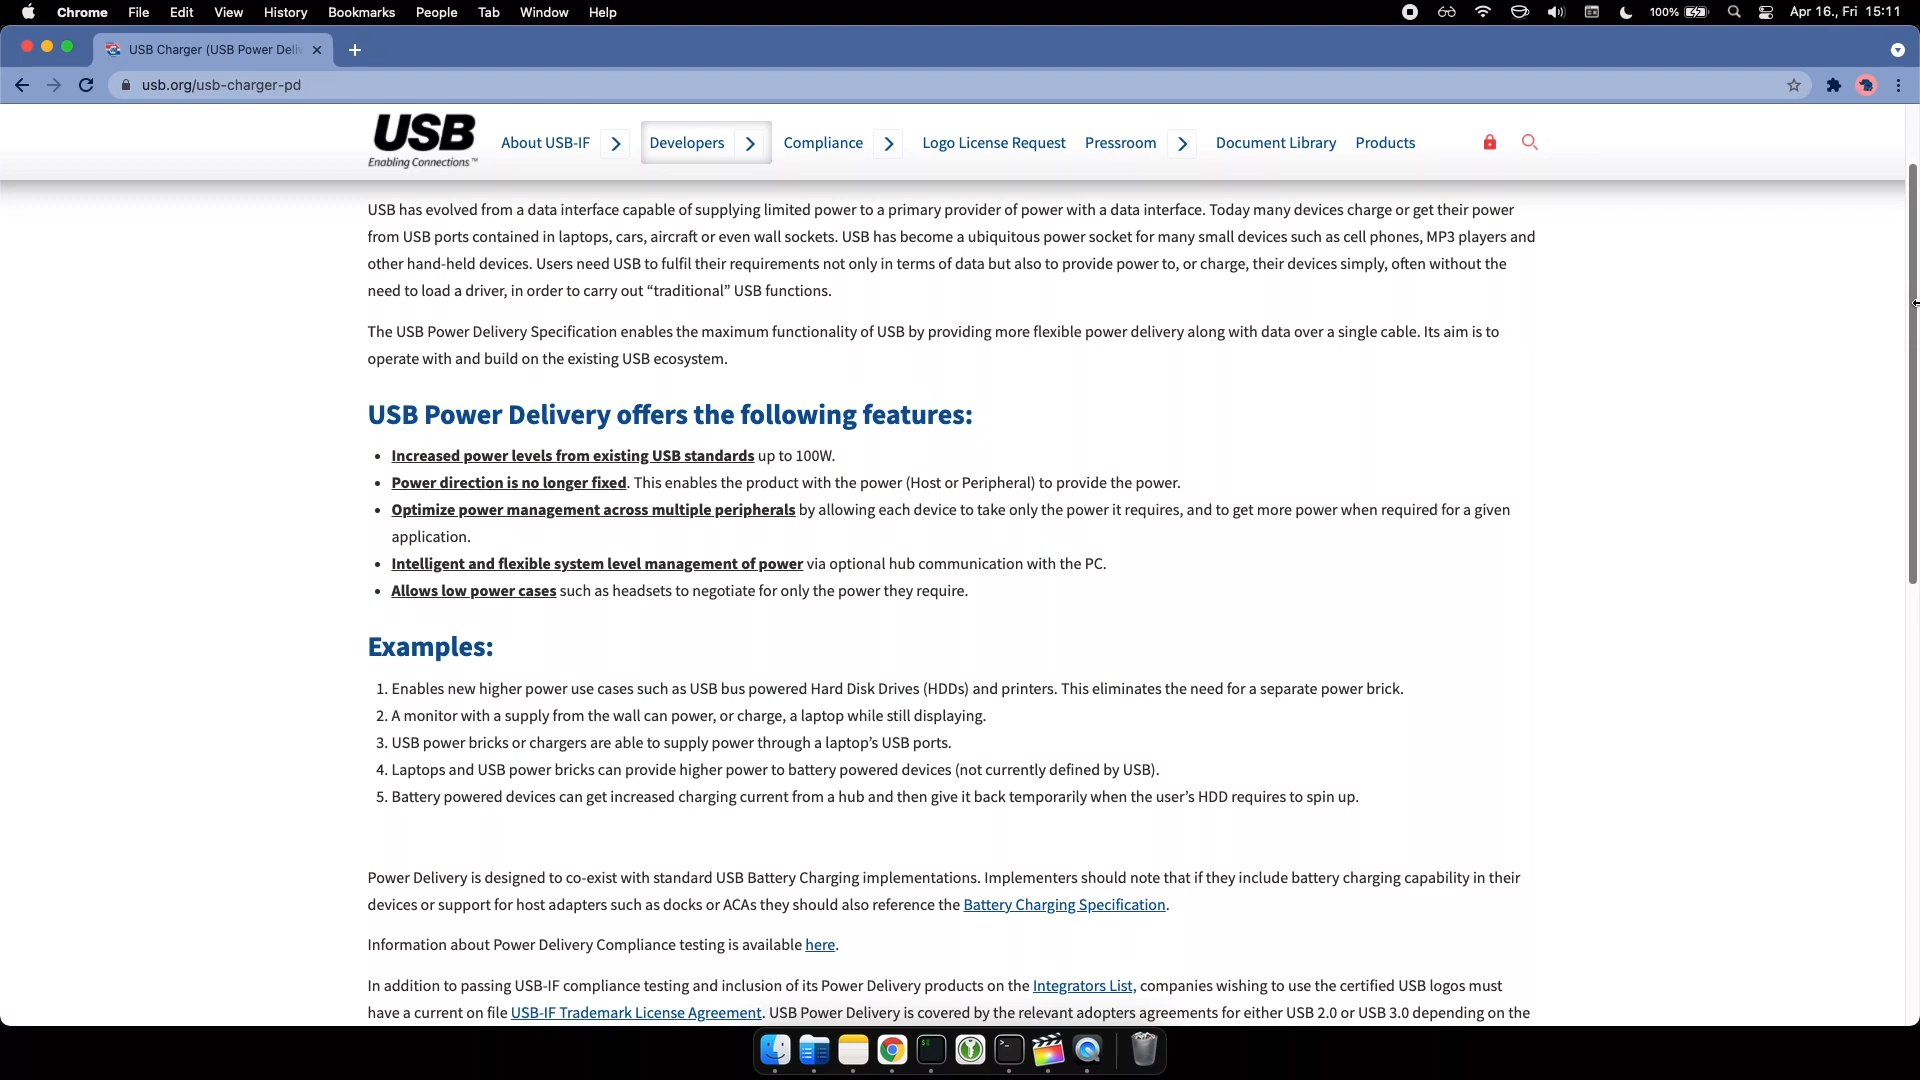 Chrome File Edit View History Bookmarks People Tab Window Help 100% Apr 16., Fri 15:11
USB Charger (USB Power Deliv
usb.org/usb-charger-pd
USB
Enabling Connections™
About USB-IF Developers Compliance Logo License Request Pressroom Document Library Products
USB has evolved from a data interface capable of supplying limited power to a primary provider of power with a data interface. Today many devices charge or get their power
from USB ports contained in laptops, cars, aircraft or even wall sockets. USB has become a ubiquitous power socket for many small devices such as cell phones, MP3 players and
other hand-held devices. Users need USB to fulfil their requirements not only in terms of data but also to provide power to, or charge, their devices simply, often without the
need to load a driver, in order to carry out “traditional” USB functions.
The USB Power Delivery Specification enables the maximum functionality of USB by providing more flexible power delivery along with data over a single cable. Its aim is to
operate with and build on the existing USB ecosystem.
USB Power Delivery offers the following features:
• Increased power levels from existing USB standards up to 100W.
• Power direction is no longer fixed. This enables the product with the power (Host or Peripheral) to provide the power.
• Optimize power management across multiple peripherals by allowing each device to take only the power it requires, and to get more power when required for a given
application.
• Intelligent and flexible system level management of power via optional hub communication with the PC.
• Allows low power cases such as headsets to negotiate for only the power they require.
Examples:
1. Enables new higher power use cases such as USB bus powered Hard Disk Drives (HDDs) and printers. This eliminates the need for a separate power brick.
2. A monitor with a supply from the wall can power, or charge, a laptop while still displaying.
3. USB power bricks or chargers are able to supply power through a laptop’s USB ports.
4. Laptops and USB power bricks can provide higher power to battery powered devices (not currently defined by USB).
5. Battery powered devices can get increased charging current from a hub and then give it back temporarily when the user’s HDD requires to spin up.
Power Delivery is designed to co-exist with standard USB Battery Charging implementations. Implementers should note that if they include battery charging capability in their
devices or support for host adapters such as docks or ACAs they should also reference the Battery Charging Specification.
Information about Power Delivery Compliance testing is available here.
In addition to passing USB-IF compliance testing and inclusion of its Power Delivery products on the Integrators List, companies wishing to use the certified USB logos must
have a current on file USB-IF Trademark License Agreement. USB Power Delivery is covered by the relevant adopters agreements for either USB 2.0 or USB 3.0 depending on the